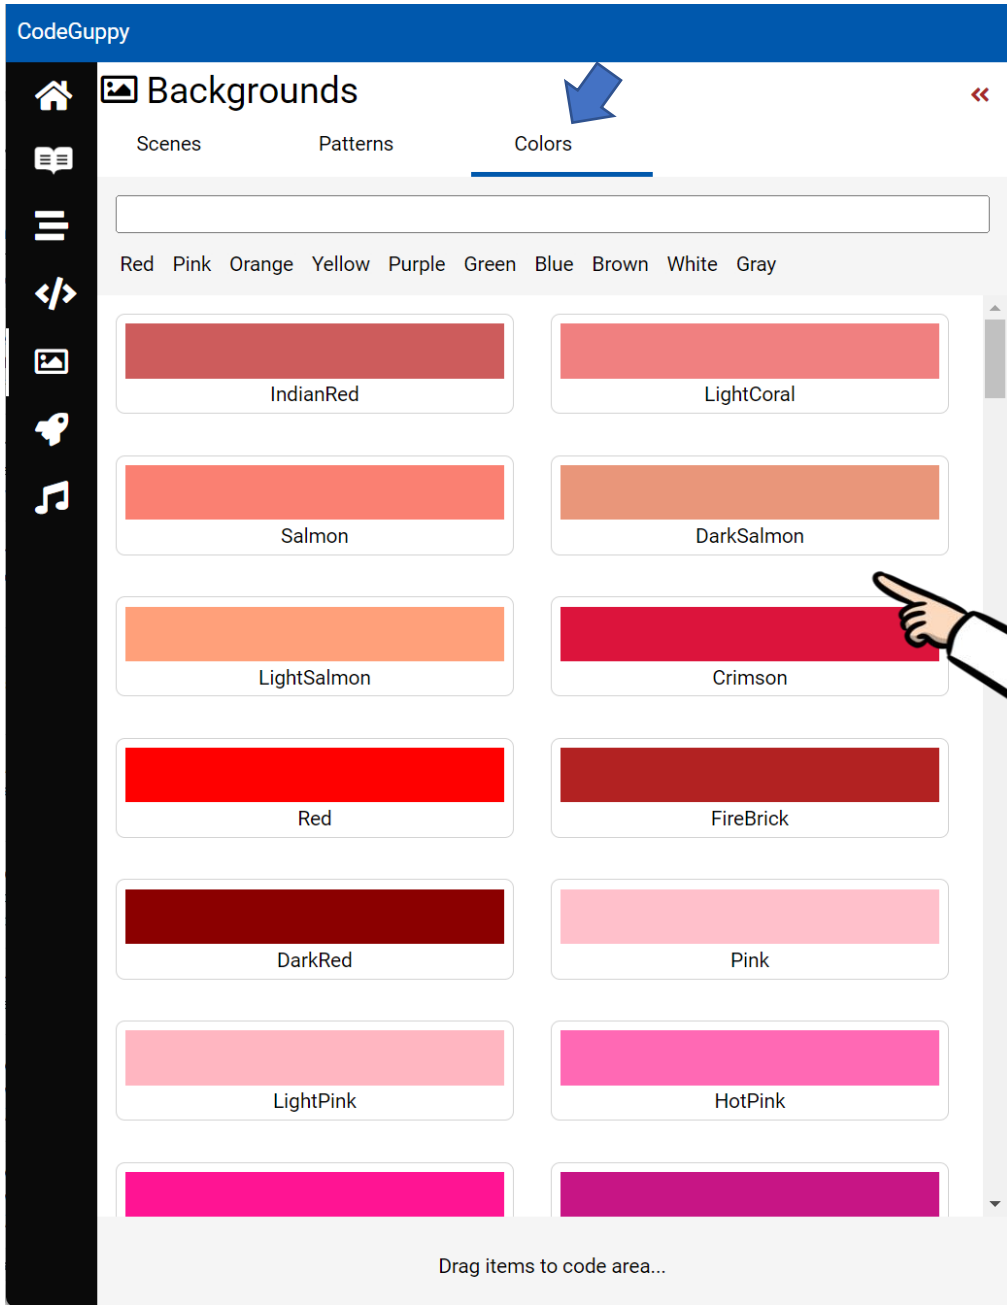 CodeGuppy
Backgrounds
Scenes Patterns Colors
Red Pink Orange Yellow Purple Green Blue Brown White Gray
IndianRed LightCoral
Salmon DarkSalmon
LightSalmon Crimson
Red FireBrick
DarkRed Pink
LightPink HotPink
Drag items to code area...